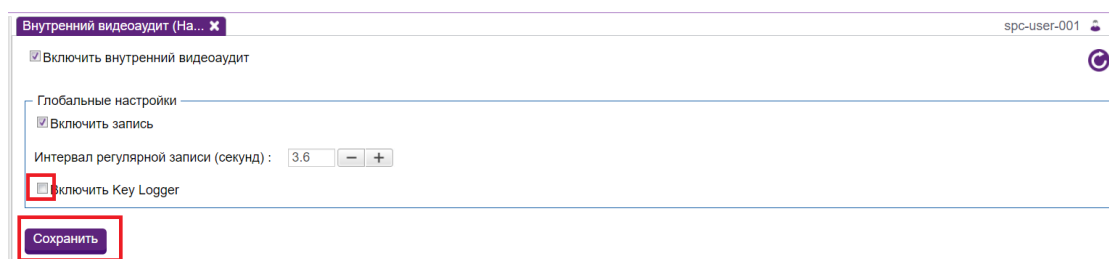 Внутренний видеоаудит (На...
spc-user-001
Включить внутренний видеоаудит
Глобальные настройки
Включить запись
Интервал регулярной записи (секунд) : 3.6
Включить Key Logger
Сохранить